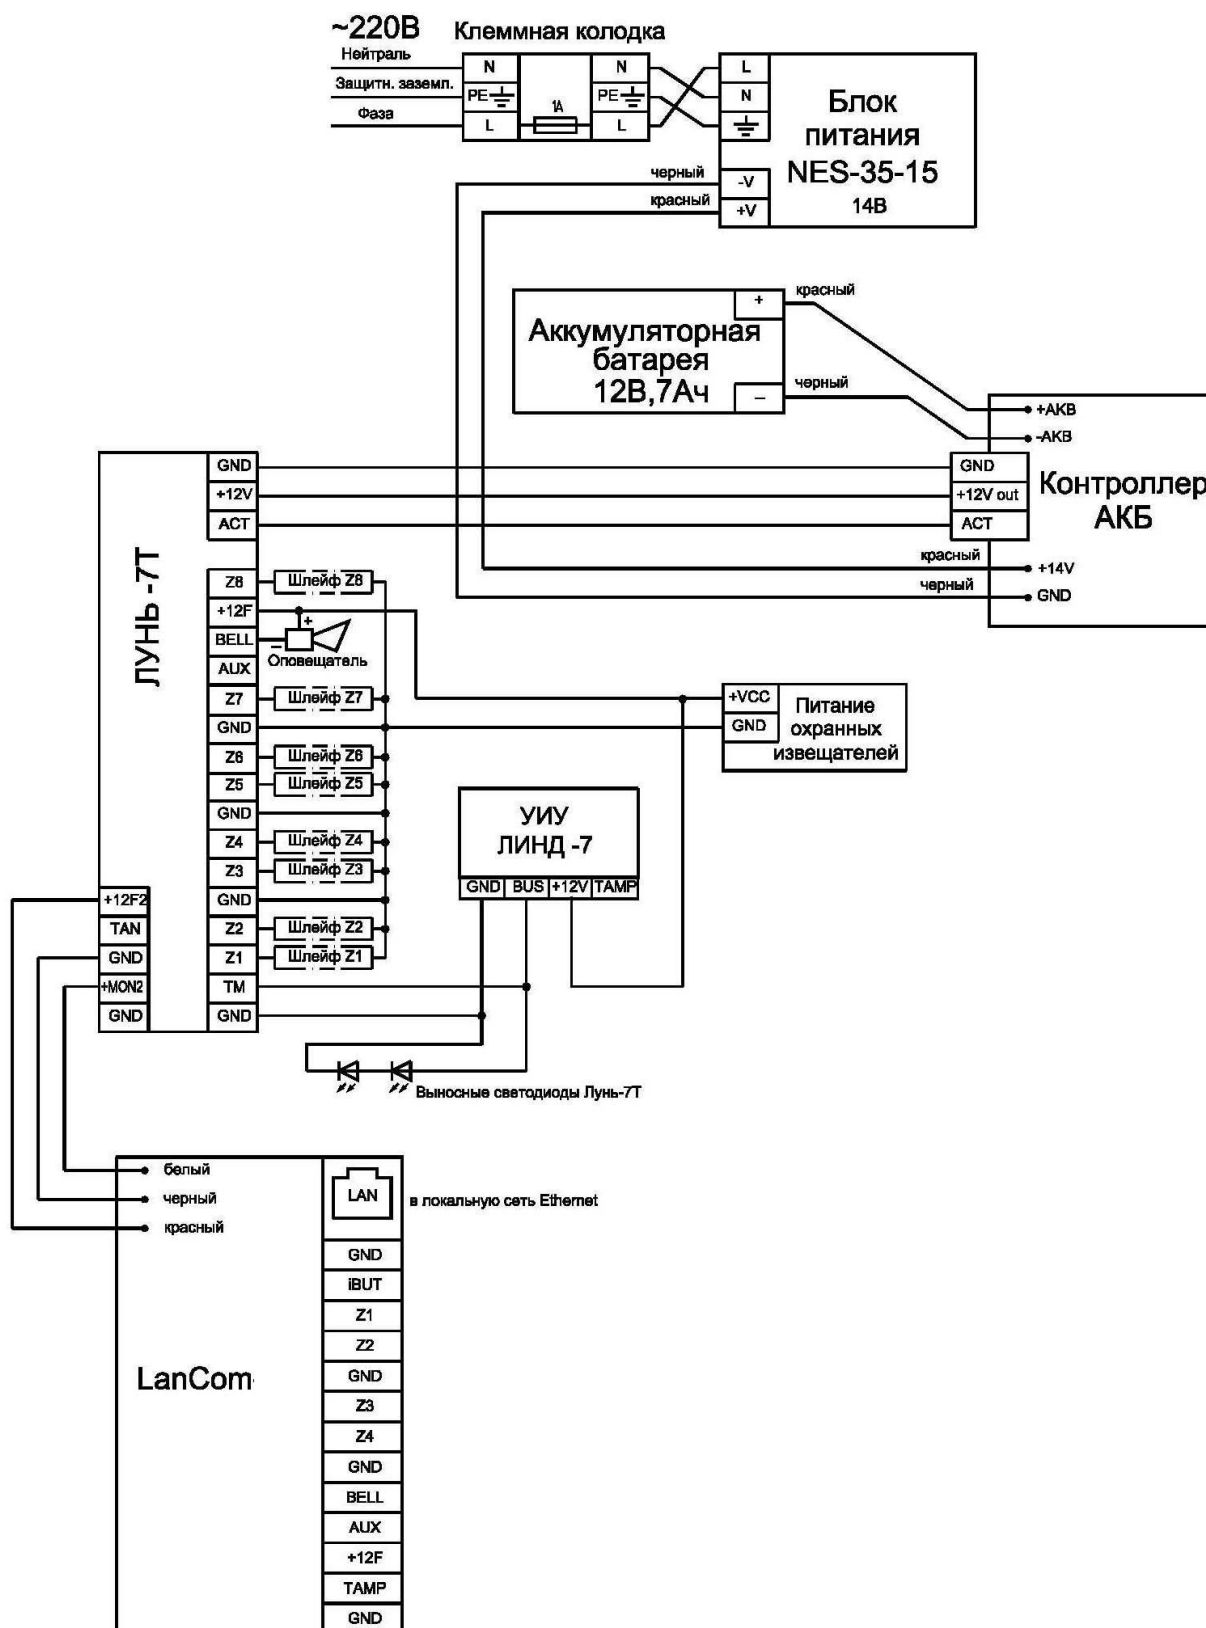 ~220В
Клеммная колодка
Нейтраль
Защитн. заземл.
Фаза
N
PE
L
1А
N
PE
L
L
N
Блок
питания
NES-35-15
14В
-V
+V
черный
красный
Аккумуляторная
батарея
12В,7Ач
+
–
красный
черный
+АКВ
-АКВ
GND
+12V out
ACT
Контроллер
АКБ
красный
+14V
черный
GND
ЛУНЬ -7Т
GND
+12V
ACT
Z8
Шлейф Z8
+12F
+
BELL
–
Оповещатель
AUX
Z7
Шлейф Z7
GND
Z6
Шлейф Z6
Z5
Шлейф Z5
GND
Z4
Шлейф Z4
Z3
Шлейф Z3
GND
Z2
Шлейф Z2
Z1
Шлейф Z1
TM
GND
+12F2
TAN
GND
+MON2
GND
+VCC
GND
Питание
охранных
извещателей
УИУ
ЛИНД -7
GND BUS +12V TAMP
Выносные светодиоды Лунь-7Т
белый
черный
красный
LanCom
LAN
в локальную сеть Ethernet
GND
iBUT
Z1
Z2
GND
Z3
Z4
GND
BELL
AUX
+12F
TAMP
GND